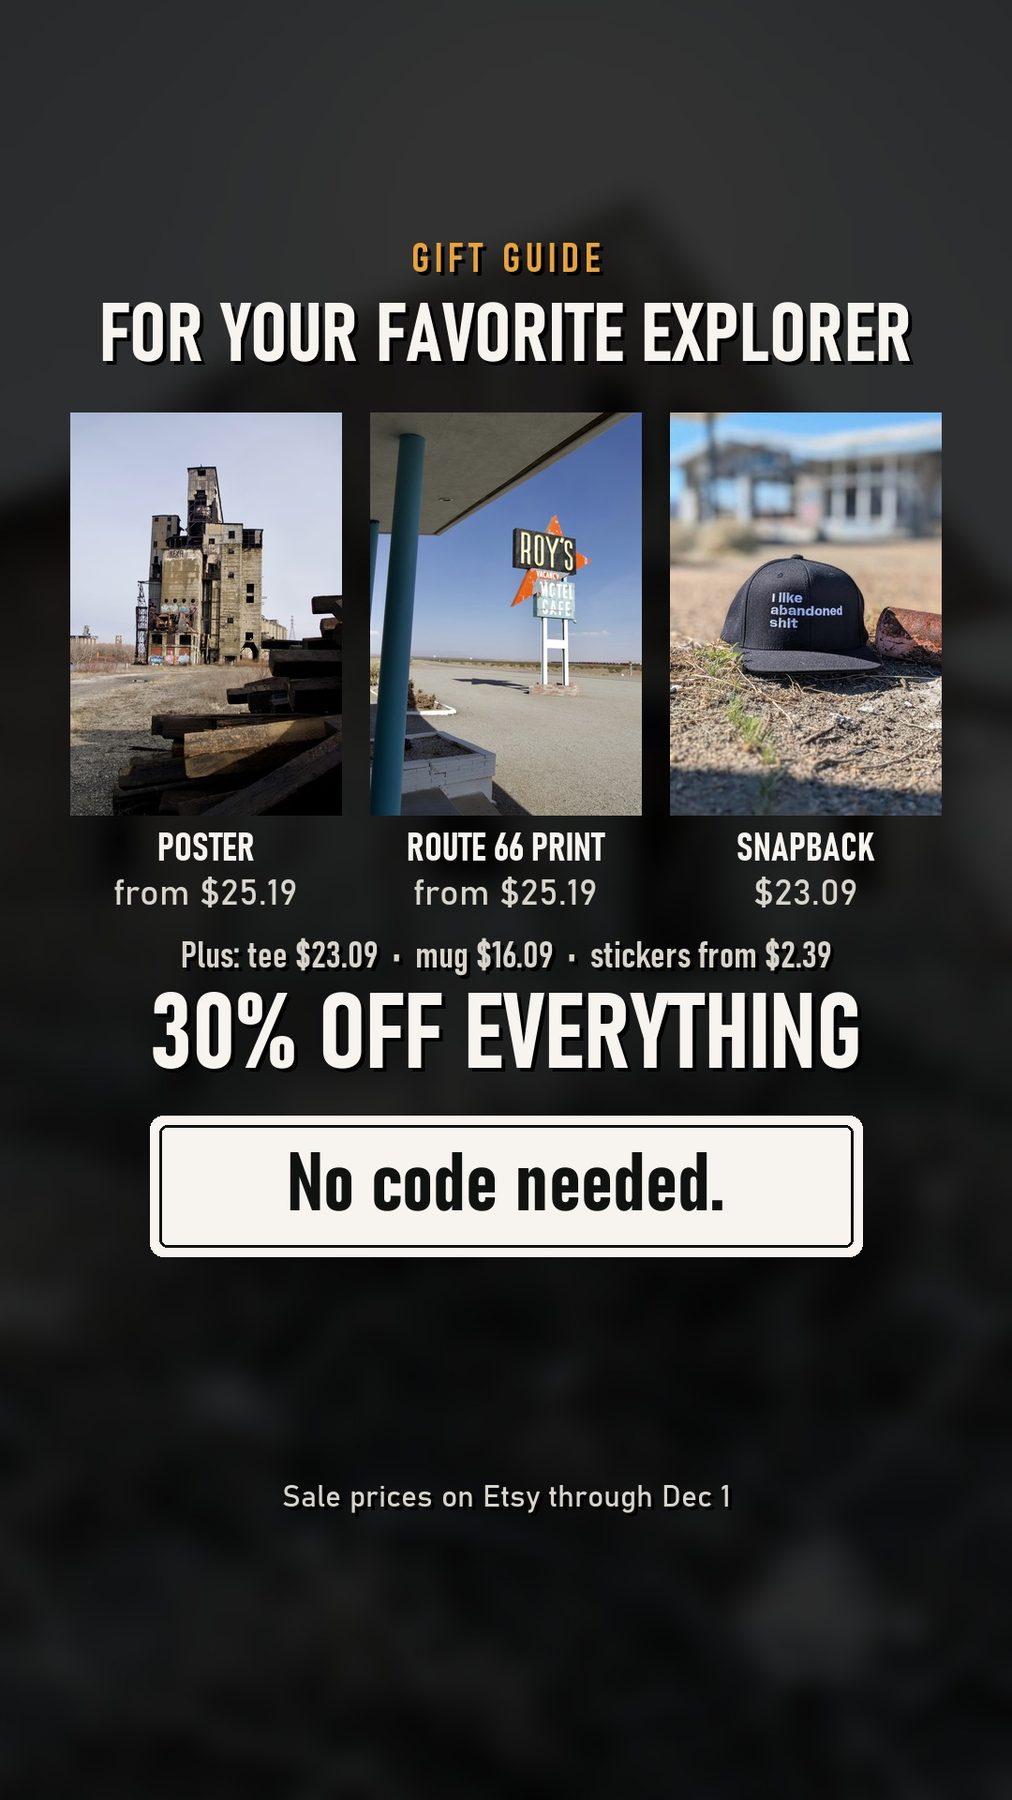 GIFT GUIDE
FOR YOUR FAVORITE EXPLORER
ROY'S
VACANCY
MOTEL
CAFE
i like
abandoned
shit
POSTER
from $25.19
ROUTE 66 PRINT
from $25.19
SNAPBACK
$23.09
Plus: tee $23.09 · mug $16.09 · stickers from $2.39
30% OFF EVERYTHING
No code needed.
Sale prices on Etsy through Dec 1